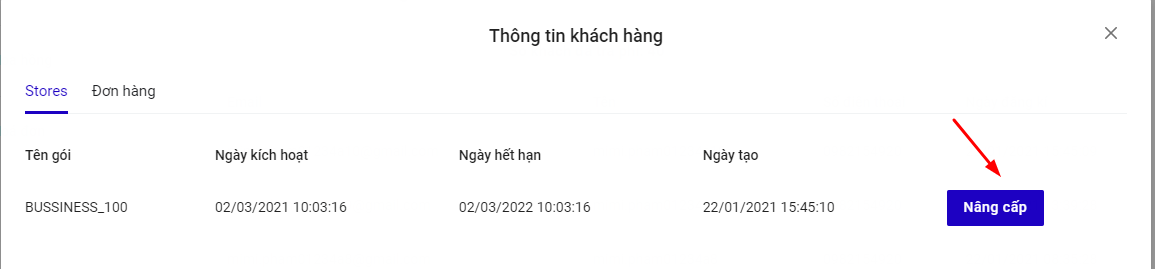 Thông tin khách hàng
Stores Đơn hàng
Tên gói Ngày kích hoạt Ngày hết hạn Ngày tạo
BUSSINESS_100 02/03/2021 10:03:16 02/03/2022 10:03:16 22/01/2021 15:45:10 Nâng cấp